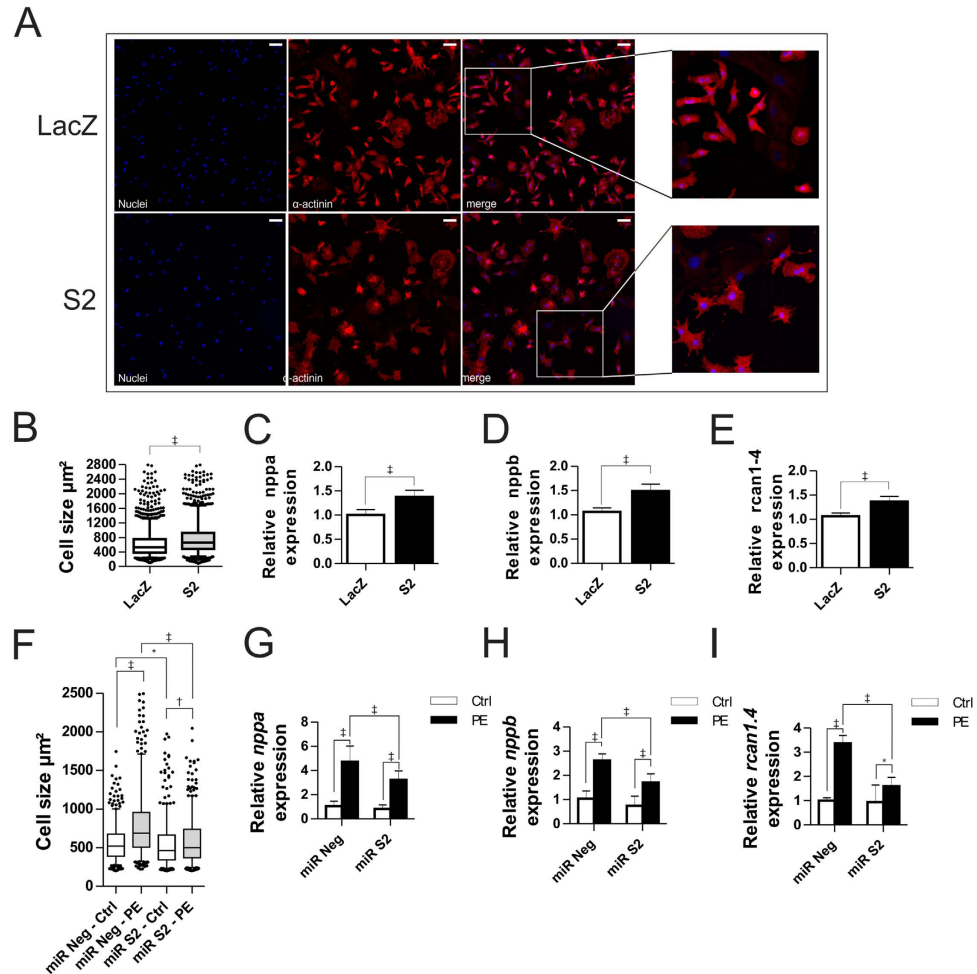 A
LacZ
Nuclei
α-actinin
merge
S2
Nuclei
α-actinin
merge
B
Cell size µm²
2800
2400
2000
1600
1200
800
400
‡
LacZ
S2
C
Relative nppa
expression
2.0
1.5
1.0
0.5
0.0
‡
LacZ
S2
D
Relative nppb
expression
2.0
1.5
1.0
0.5
0.0
‡
LacZ
S2
E
Relative rcan1-4
expression
2.0
1.5
1.0
0.5
0.0
‡
LacZ
S2
F
Cell size µm²
2500
2000
1500
1000
500
0
‡
*
‡
†
miR Neg - Ctrl
miR Neg - PE
miR S2 - Ctrl
miR S2 - PE
G
Relative nppa
expression
8
6
4
2
0
‡
‡
‡
Ctrl
PE
miR Neg
miR S2
H
Relative nppb
expression
4
3
2
1
0
‡
‡
‡
Ctrl
PE
miR Neg
miR S2
I
Relative rcan1.4
expression
4
3
2
1
0
‡
‡
*
Ctrl
PE
miR Neg
miR S2